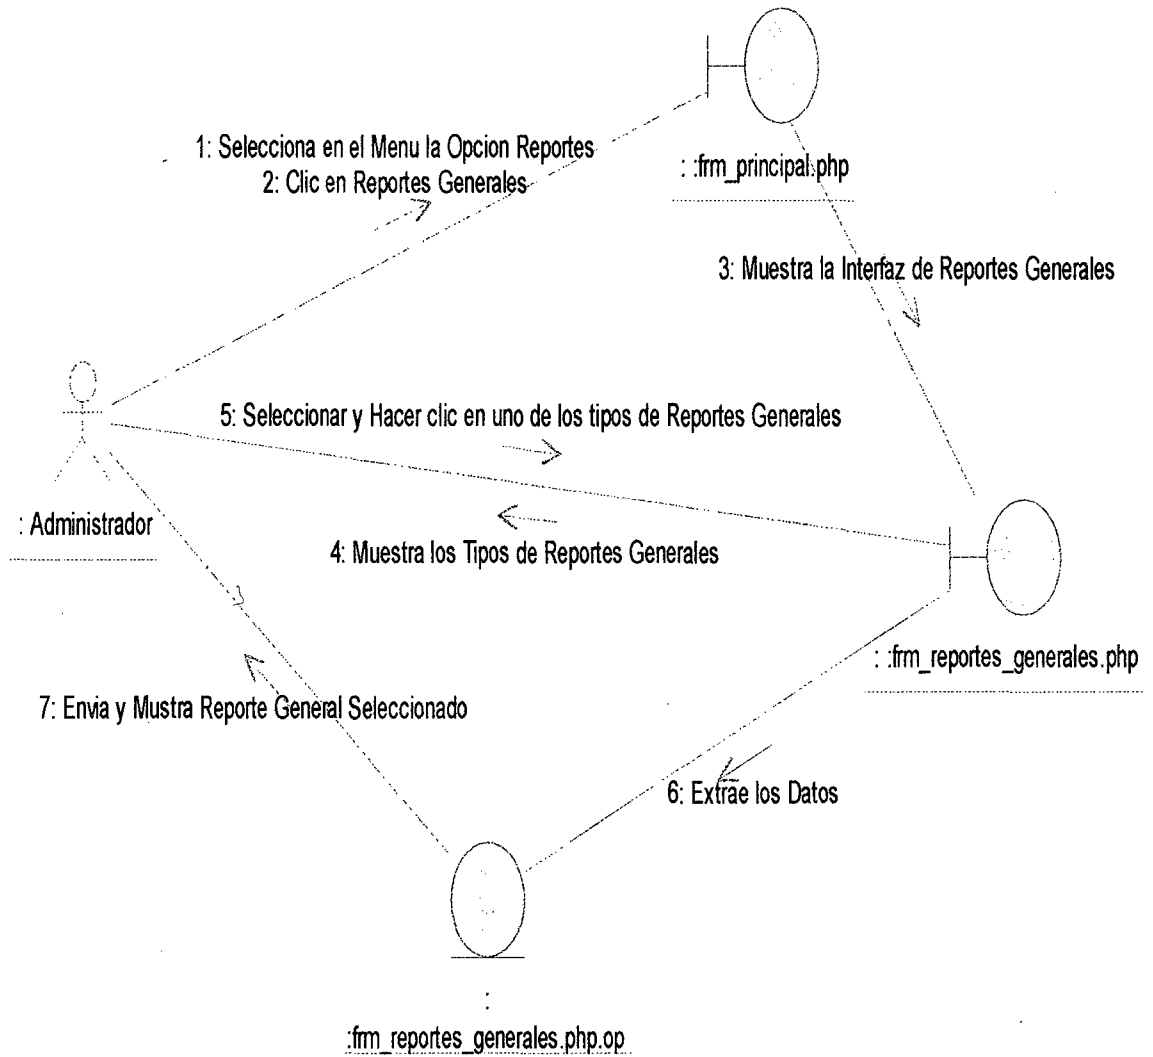 1: Selecciona en el Menu la Opcion Reportes
2: Clic en Reportes Generales
: :frm_principal.php
3: Muestra la Interfaz de Reportes Generales
5: Seleccionar y Hacer clic en uno de los tipos de Reportes Generales
: Administrador
4: Muestra los Tipos de Reportes Generales
: :frm_reportes_generales.php
7: Envia y Mustra Reporte General Seleccionado
6: Extrae los Datos
:
:frm_reportes_generales.php.op